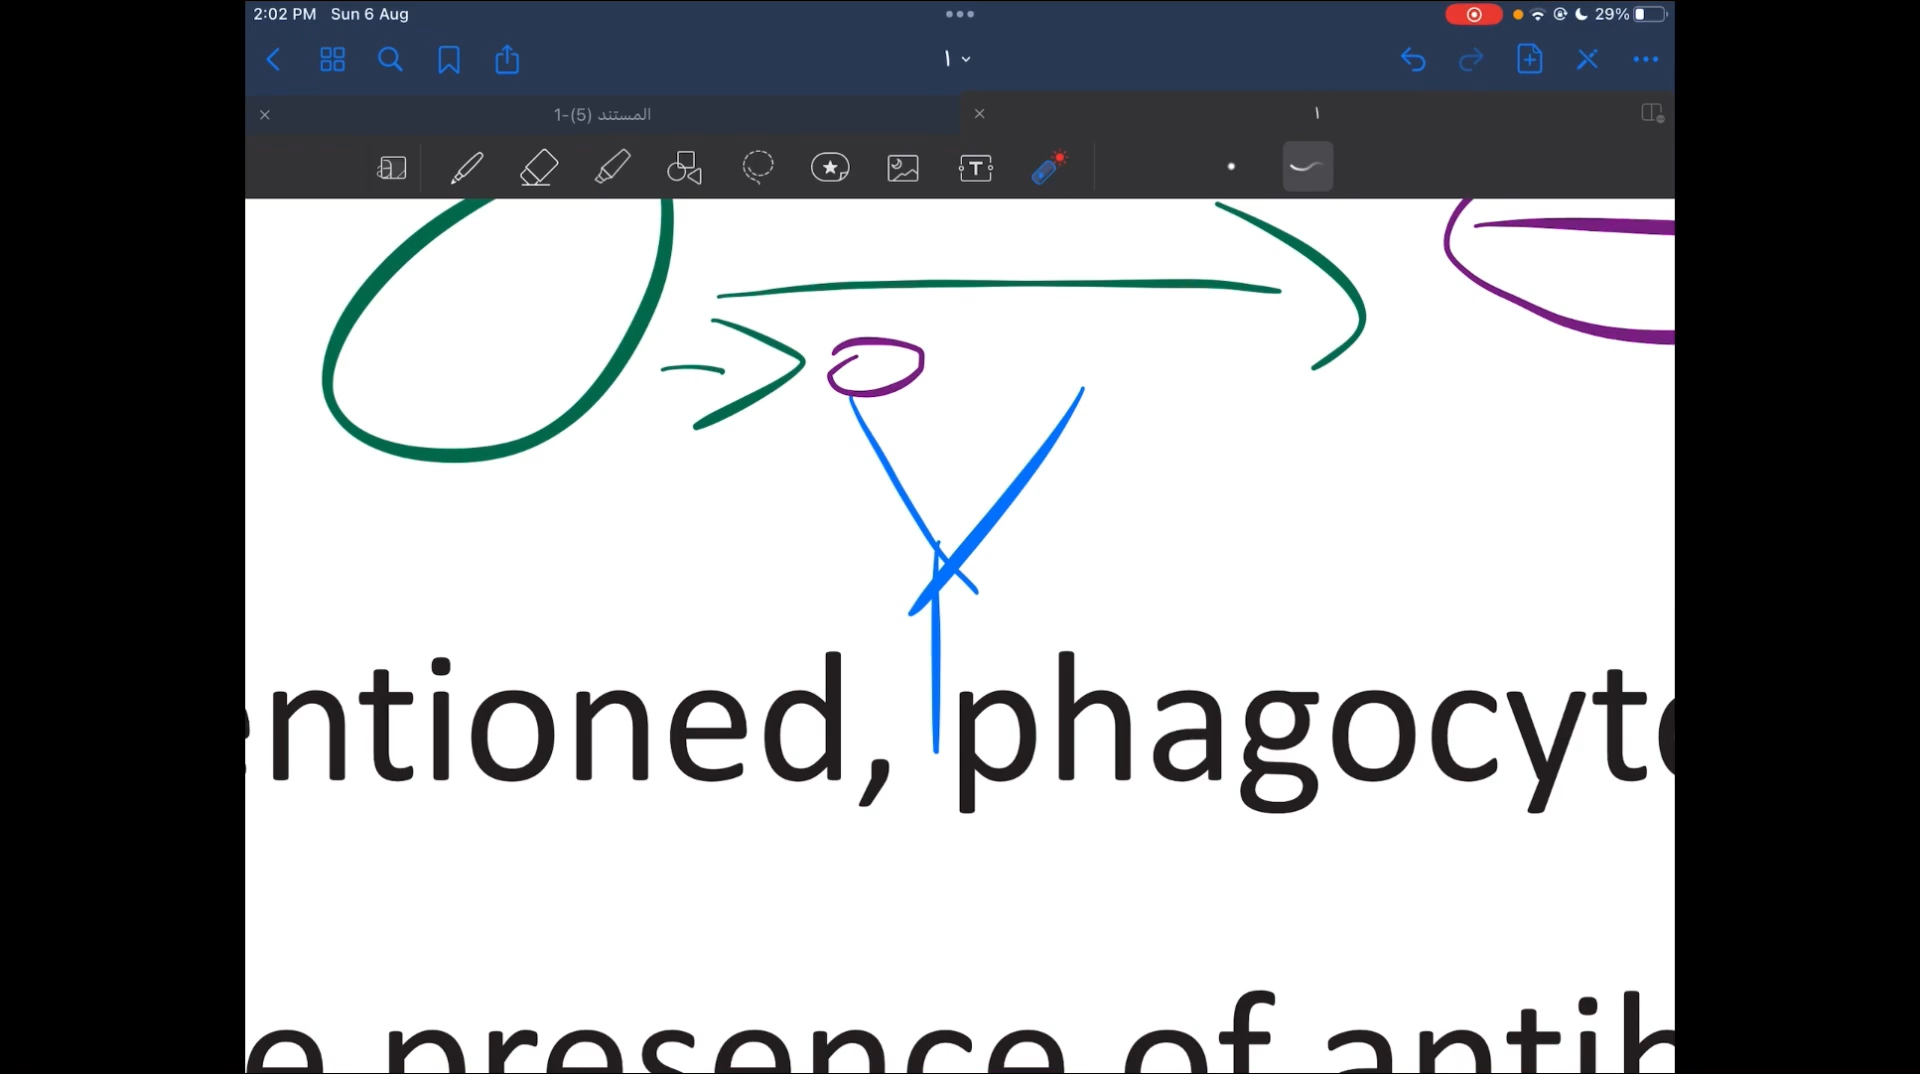 2:02 PM Sun 6 Aug
29%
١
المستند (5)-1
١
ntioned, phagocyt
e presence of antib